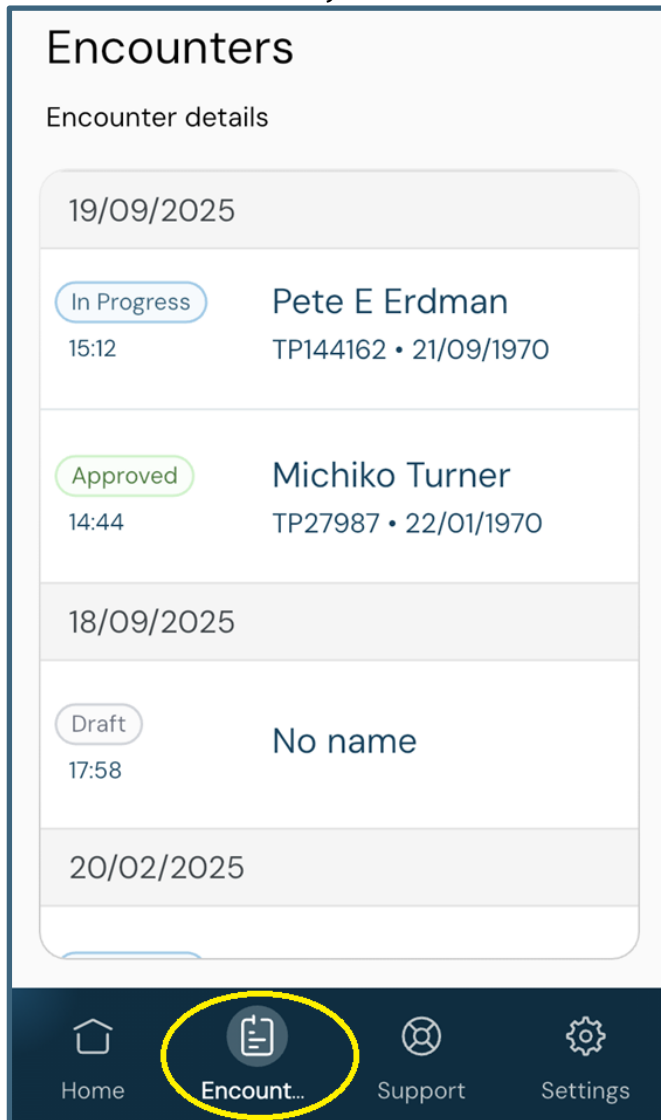 Encounters
Encounter details
19/09/2025
In Progress
Pete E Erdman
15:12
TP144162 • 21/09/1970
Approved
Michiko Turner
14:44
TP27987 • 22/01/1970
18/09/2025
Draft
No name
17:58
20/02/2025
Home Encount... Support Settings